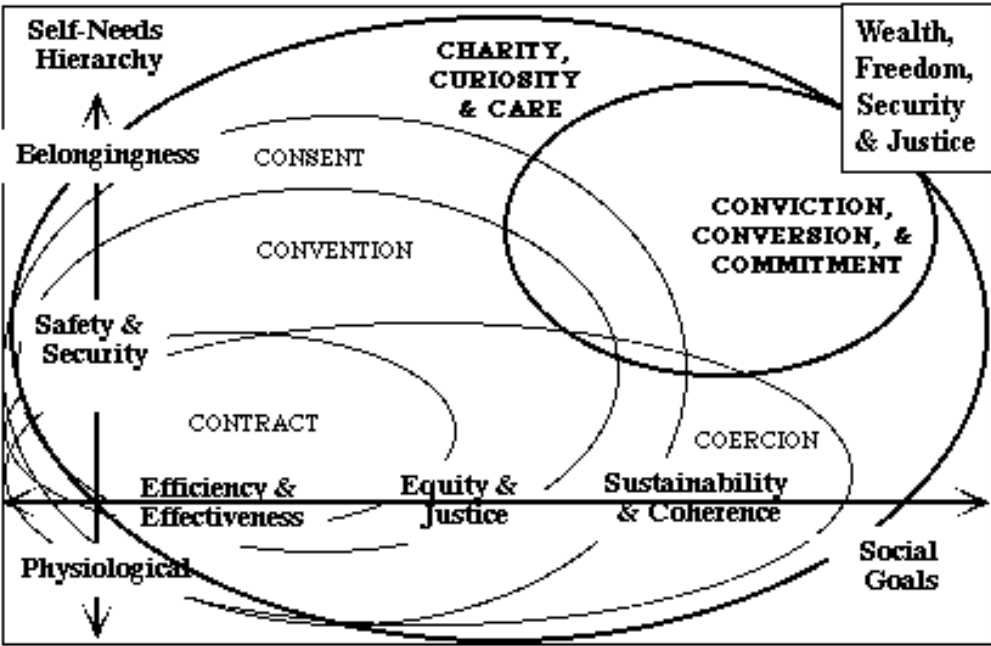 Self-Needs
Hierarchy
CHARITY,
CURIOSITY
& CARE
Wealth,
Freedom,
Security
& Justice
Belongingness
CONSENT
CONVICTION,
CONVERSION, &
COMMITMENT
CONVENTION
Safety &
Security
CONTRACT
COERCION
Efficiency &
Effectiveness
Equity &
Justice
Sustainability
& Coherence
Physiological
Social
Goals